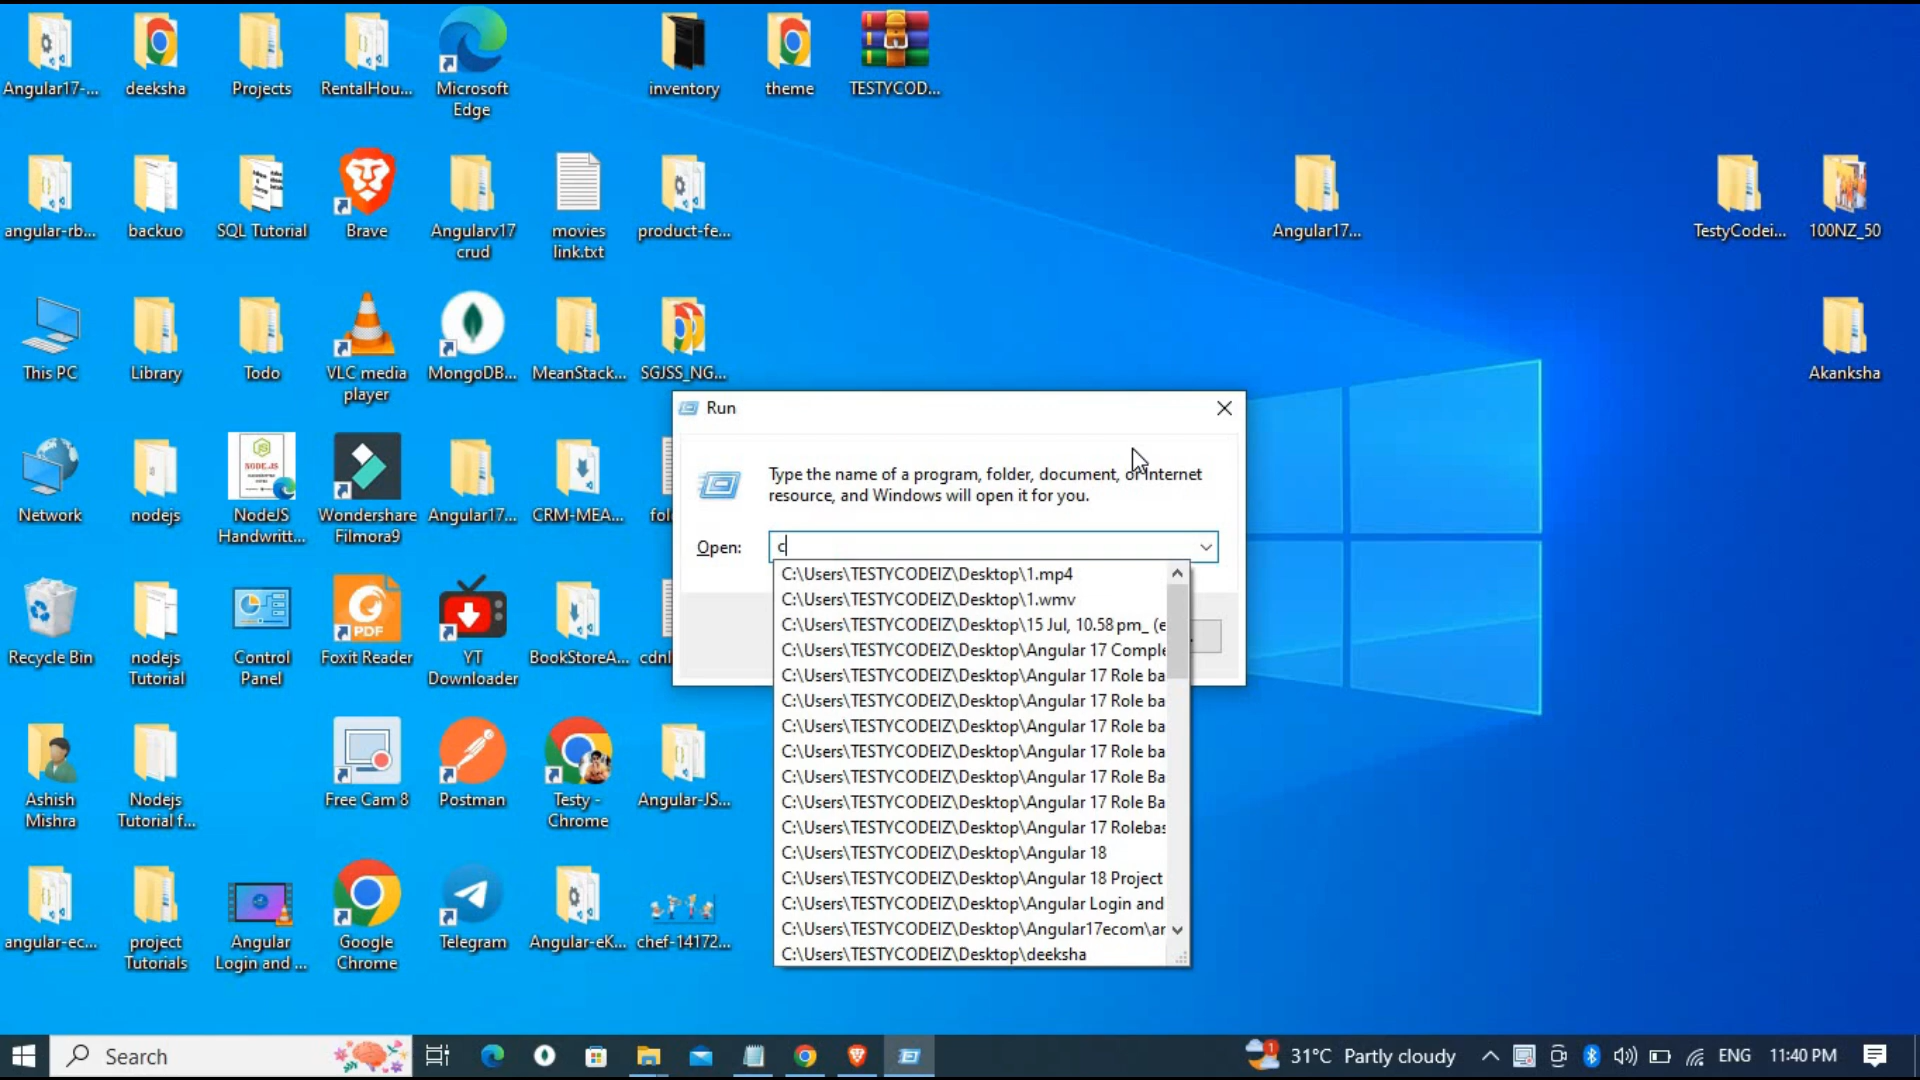 Angular17-...
deeksha
Projects
RentalHou...
Microsoft
Edge
inventory
theme
TESTYCOD...
angular-rb...
backuo
SQL Tutorial
Brave
Angularv17
crud
movies
link.txt
product-fe...
Angular17...
TestyCodei...
100NZ_50
This PC
Library
Todo
VLC media
player
MongoDB...
MeanStack...
SGJSS_NG...
Akanksha
Network
nodejs
NODE.JS
NodeJS
Handwritt...
Wondershare
Filmora9
Angular17...
CRM-MEA...
fol
Recycle Bin
nodejs
Tutorial
Control
Panel
PDF
Foxit Reader
YT
Downloader
BookStoreA...
cdnl
Ashish
Mishra
Nodejs
Tutorial f...
Free Cam 8
Postman
Testy -
Chrome
Angular-JS...
angular-ec...
project
Tutorials
Angular
Login and ...
Google
Chrome
Telegram
Angular-eK...
chef-14172...
Run
Type the name of a program, folder, document, or Internet
resource, and Windows will open it for you.
Open:
c
C:\Users\TESTYCODEIZ\Desktop\1.mp4
C:\Users\TESTYCODEIZ\Desktop\1.wmv
C:\Users\TESTYCODEIZ\Desktop\15 Jul, 10.58 pm_ (e
C:\Users\TESTYCODEIZ\Desktop\Angular 17 Comple
C:\Users\TESTYCODEIZ\Desktop\Angular 17 Role ba
C:\Users\TESTYCODEIZ\Desktop\Angular 17 Role ba
C:\Users\TESTYCODEIZ\Desktop\Angular 17 Role ba
C:\Users\TESTYCODEIZ\Desktop\Angular 17 Role ba
C:\Users\TESTYCODEIZ\Desktop\Angular 17 Role Ba
C:\Users\TESTYCODEIZ\Desktop\Angular 17 Role Ba
C:\Users\TESTYCODEIZ\Desktop\Angular 17 Rolebas
C:\Users\TESTYCODEIZ\Desktop\Angular 18
C:\Users\TESTYCODEIZ\Desktop\Angular 18 Project
C:\Users\TESTYCODEIZ\Desktop\Angular Login and
C:\Users\TESTYCODEIZ\Desktop\Angular17ecom\ar
C:\Users\TESTYCODEIZ\Desktop\deeksha
Search
1
31°C Partly cloudy
ENG
11:40 PM